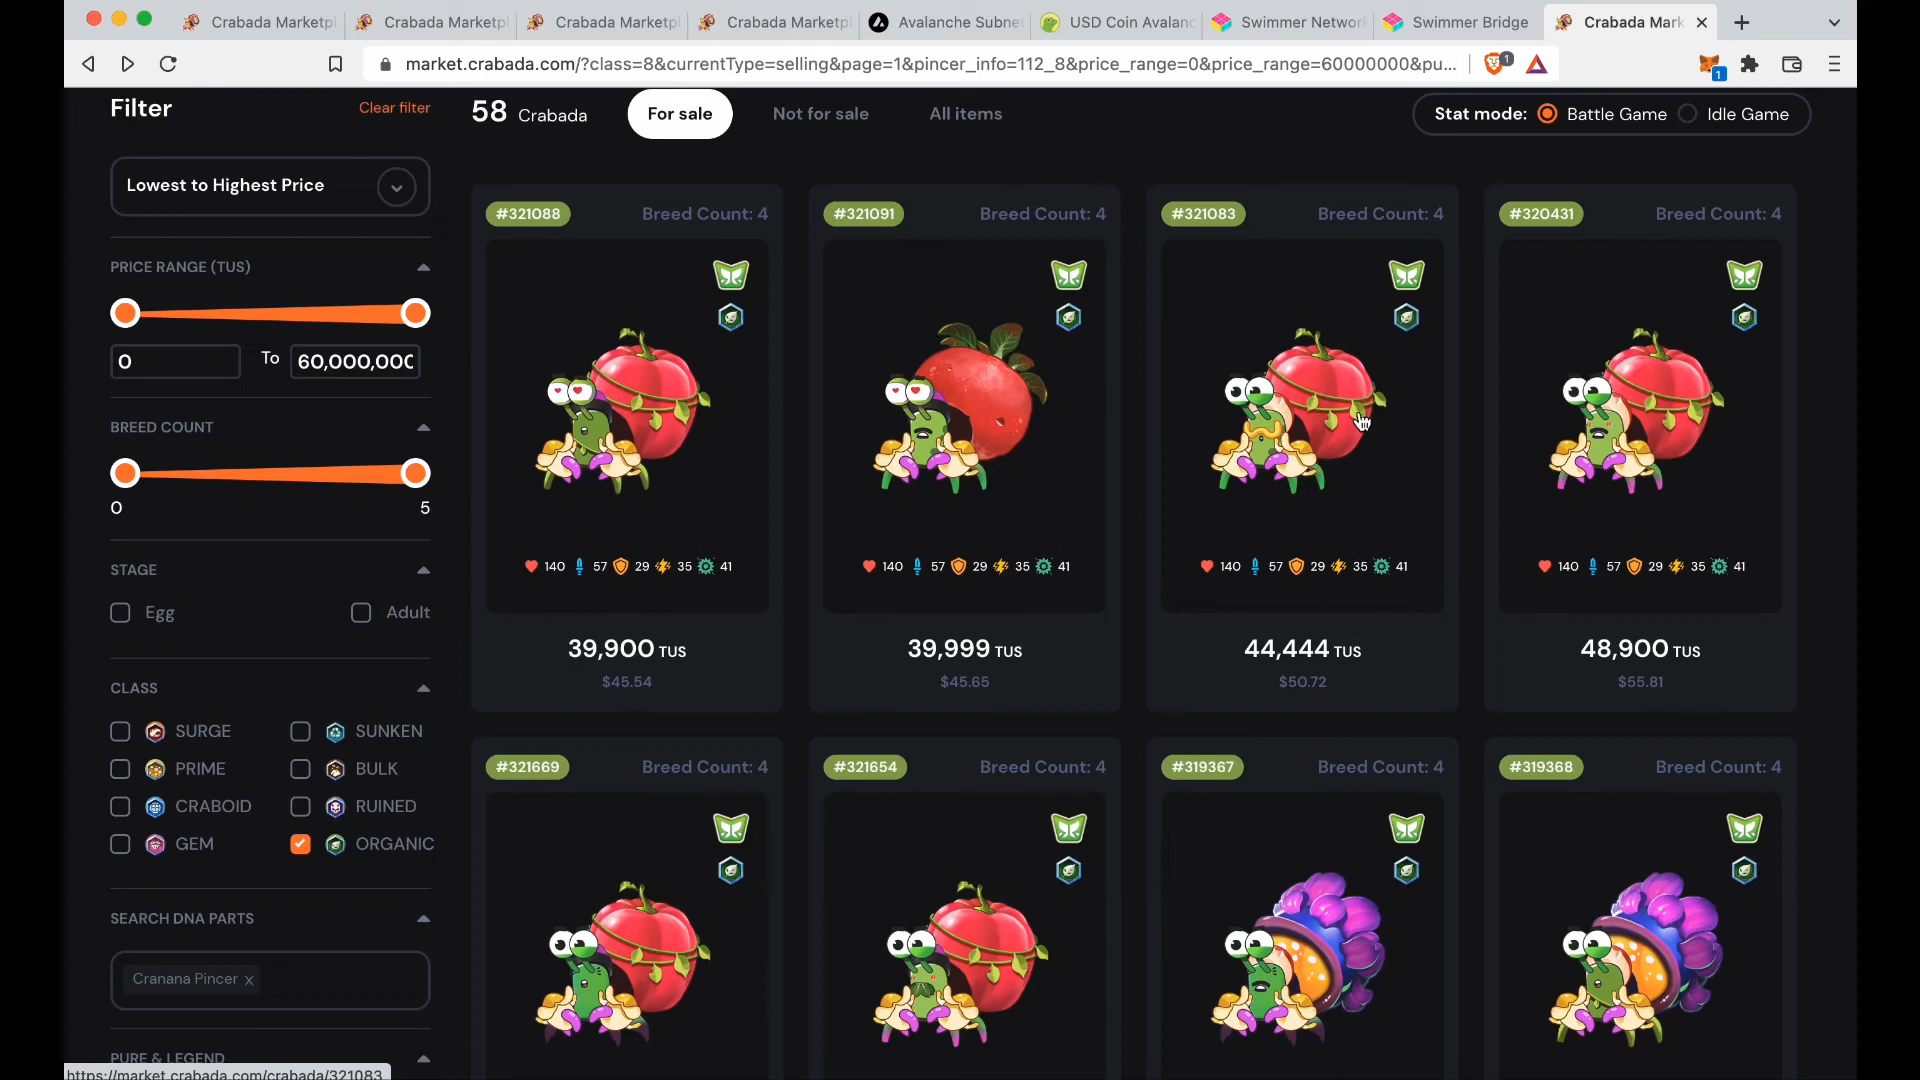 Crabada Marketpl
Crabada Marketpl
Crabada Marketpl
Crabada Marketpl
Avalanche Subne
USD Coin Avalanc
Swimmer Network
Swimmer Bridge
Crabada Mark
market.crabada.com/?class=8&currentType=selling&page=1&pincer_info=112_8&price_range=0&price_range=60000000&pu...
1
1
Filter
Clear filter
58 Crabada
For sale
Not for sale
All items
Stat mode:
Battle Game
Idle Game
Lowest to Highest Price
PRICE RANGE (TUS)
0
To
60,000,000
BREED COUNT
0
5
STAGE
Egg
Adult
CLASS
SURGE
SUNKEN
PRIME
BULK
CRABOID
RUINED
GEM
ORGANIC
SEARCH DNA PARTS
Cranana Pincer x
PURE & LEGEND
#321088
Breed Count: 4
140 57 29 35 41
39,900 TUS
$45.54
#321091
Breed Count: 4
140 57 29 35 41
39,999 TUS
$45.65
#321083
Breed Count: 4
140 57 29 35 41
44,444 TUS
$50.72
#320431
Breed Count: 4
140 57 29 35 41
48,900 TUS
$55.81
#321669
Breed Count: 4
#321654
Breed Count: 4
#319367
Breed Count: 4
#319368
Breed Count: 4
https://market.crabada.com/crabada/321083